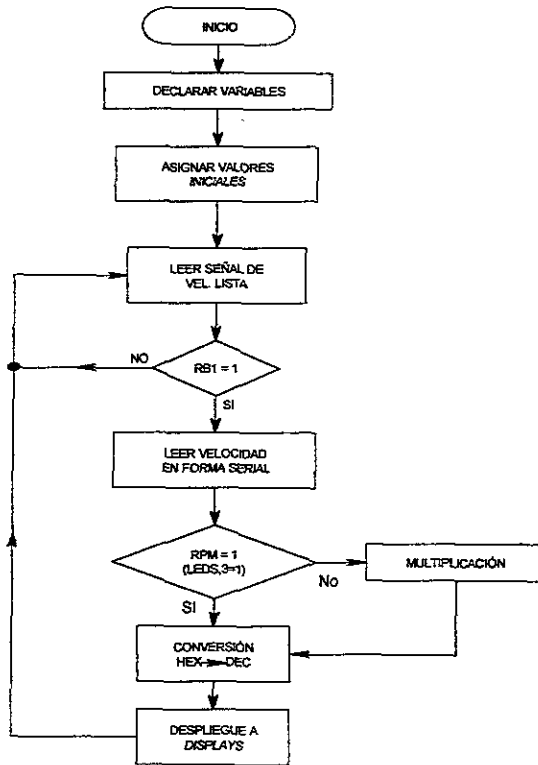 INICIO
DECLARAR VARIABLES
ASIGNAR VALORES
INICIALES
LEER SEÑAL DE
VEL. LISTA
NO
RB1 = 1
SI
LEER VELOCIDAD
EN FORMA SERIAL
RPM = 1
(LEDS,3=1)
No
MULTIPLICACIÓN
SI
CONVERSIÓN
HEX DEC
DESPLIEGUE A
DISPLAYS